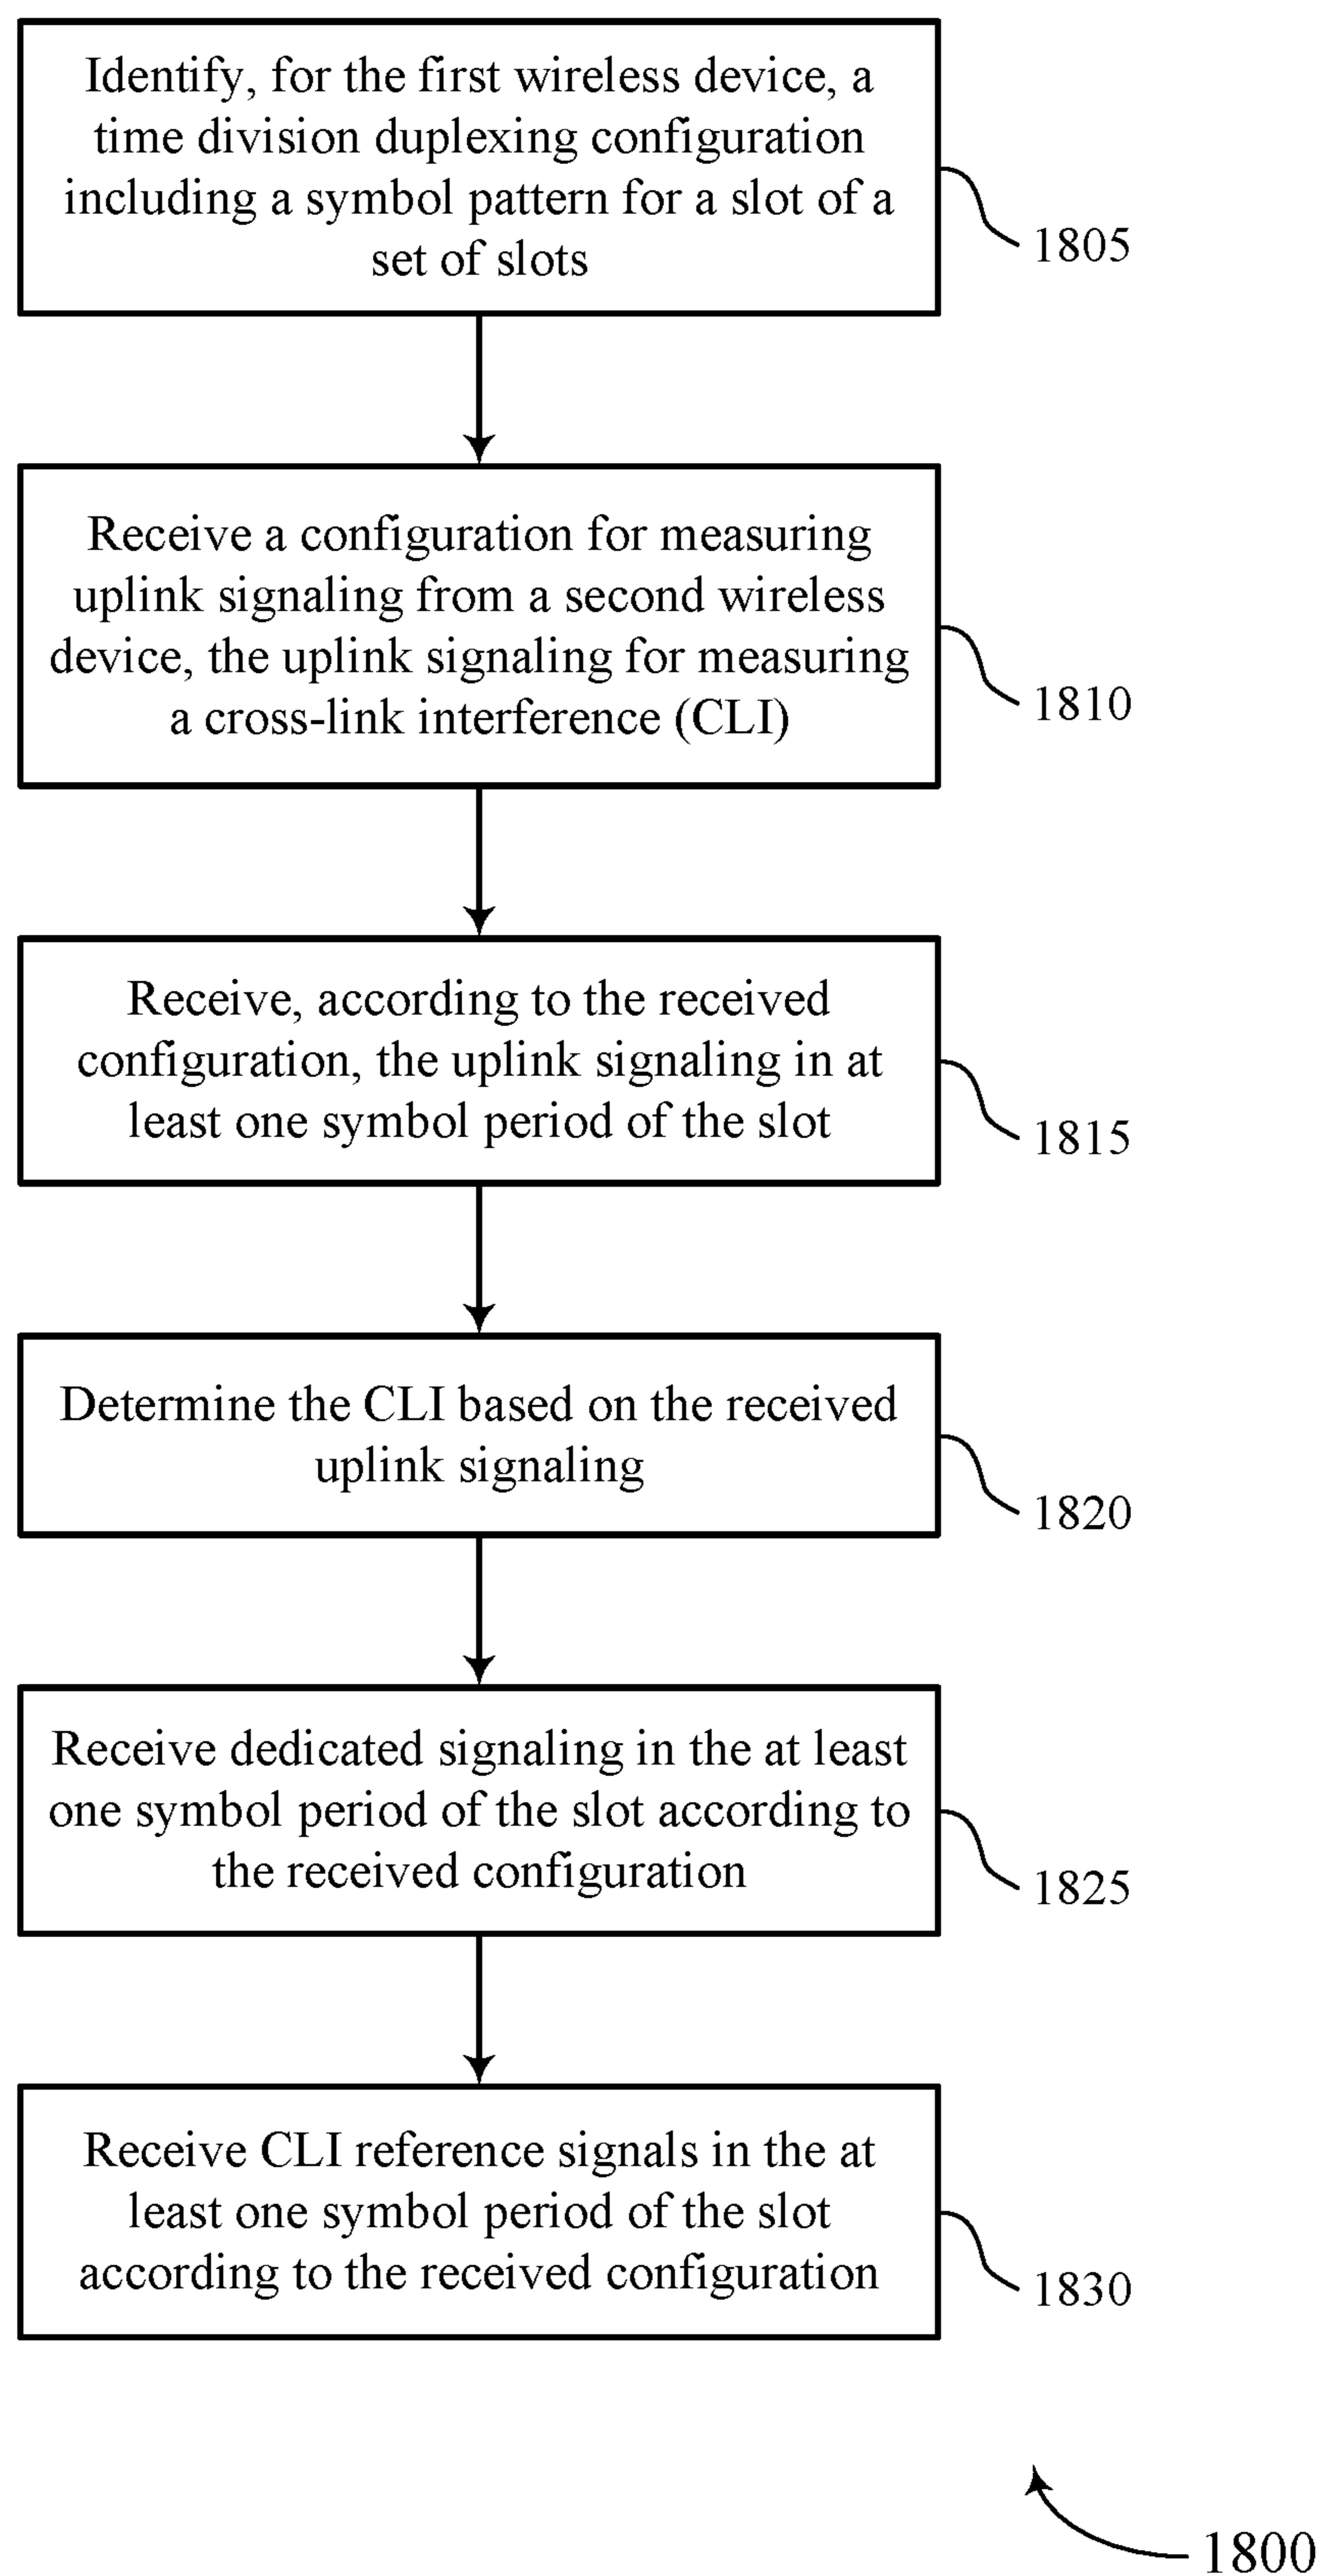 Identify, for the first wireless device, a
time division duplexing configuration
including a symbol pattern for a slot of a
set of slots
1805
Receive a configuration for measuring
uplink signaling from a second wireless
device, the uplink signaling for measuring
a cross-link interference (CLI)
1810
Receive, according to the received
configuration, the uplink signaling in at
least one symbol period of the slot
1815
Determine the CLI based on the received
uplink signaling
1820
Receive dedicated signaling in the at least
one symbol period of the slot according to
the received configuration
1825
Receive CLI reference signals in the at
least one symbol period of the slot
according to the received configuration
1830
1800